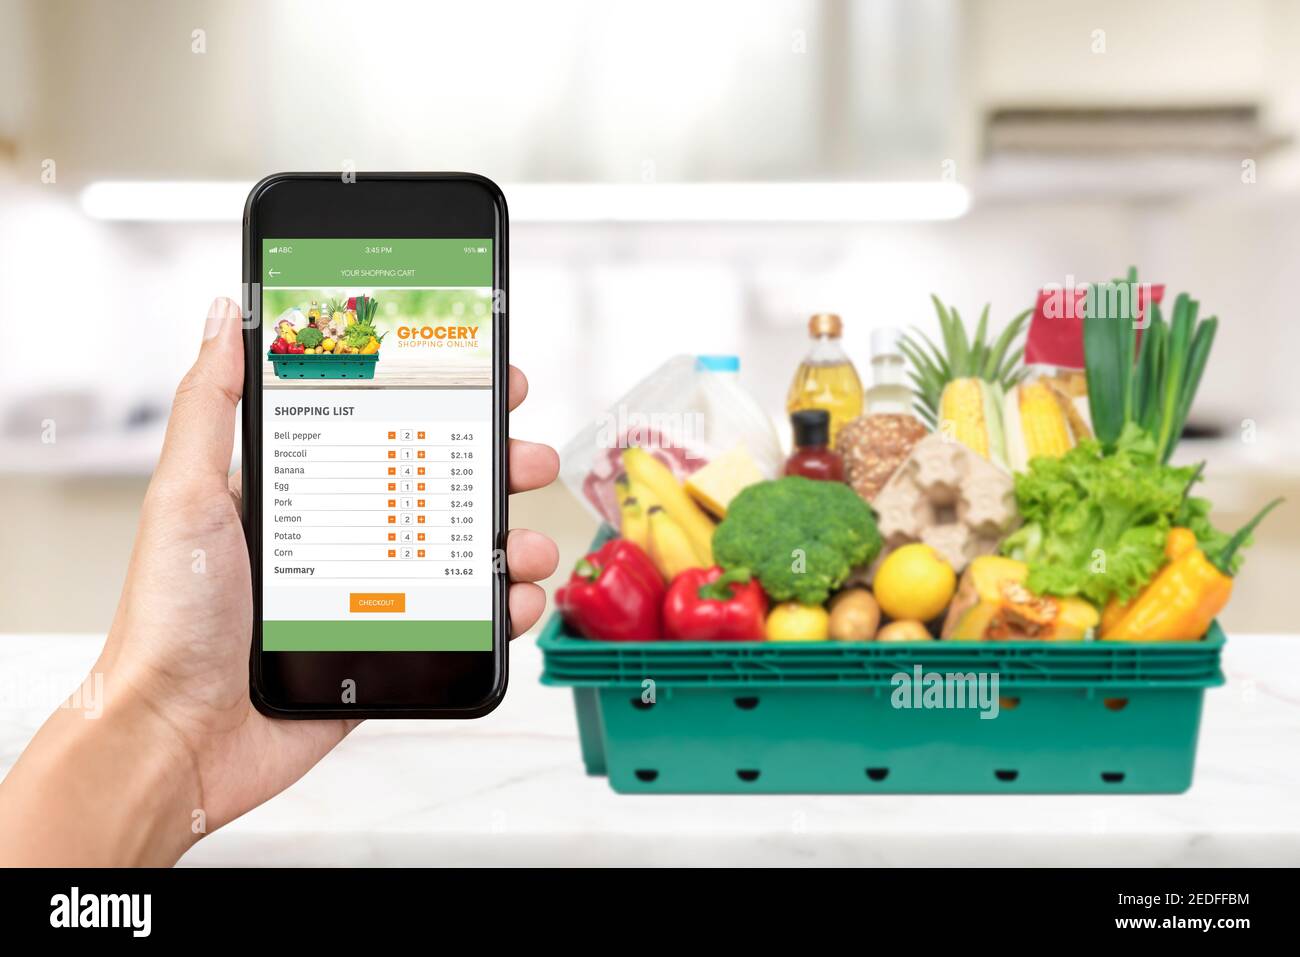 ABC 3:45 PM 95%
YOUR SHOPPING CART
GrOCERY
SHOPPING ONLINE
SHOPPING LIST
Bell pepper - 2 + $2.43
Broccoli - 1 + $2.18
Banana - 4 + $2.00
Egg - 1 + $2.39
Pork - 1 + $2.49
Lemon - 2 + $1.00
Potato - 4 + $2.52
Corn - 2 + $1.00
Summary $13.62
CHECKOUT
a
a
a
a
a
a
alamy
alamy
alamy
Image ID: 2EDFFBM
www.alamy.com